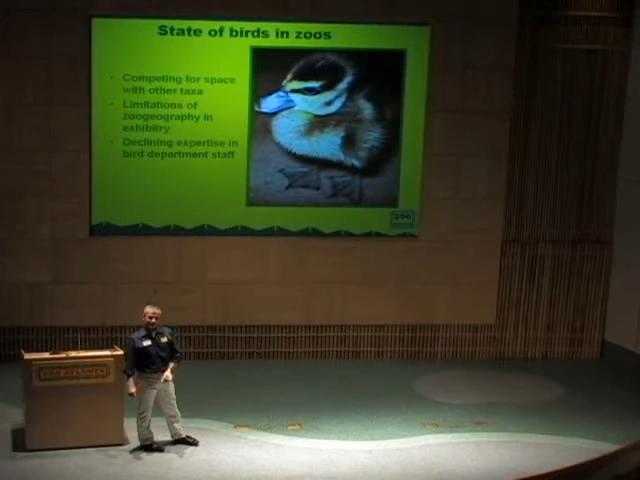 State of birds in zoos
Competing for space
with other taxa
Limitations of
zoogeography in
exhibitry
Declining expertise in
bird department staff
ZOO